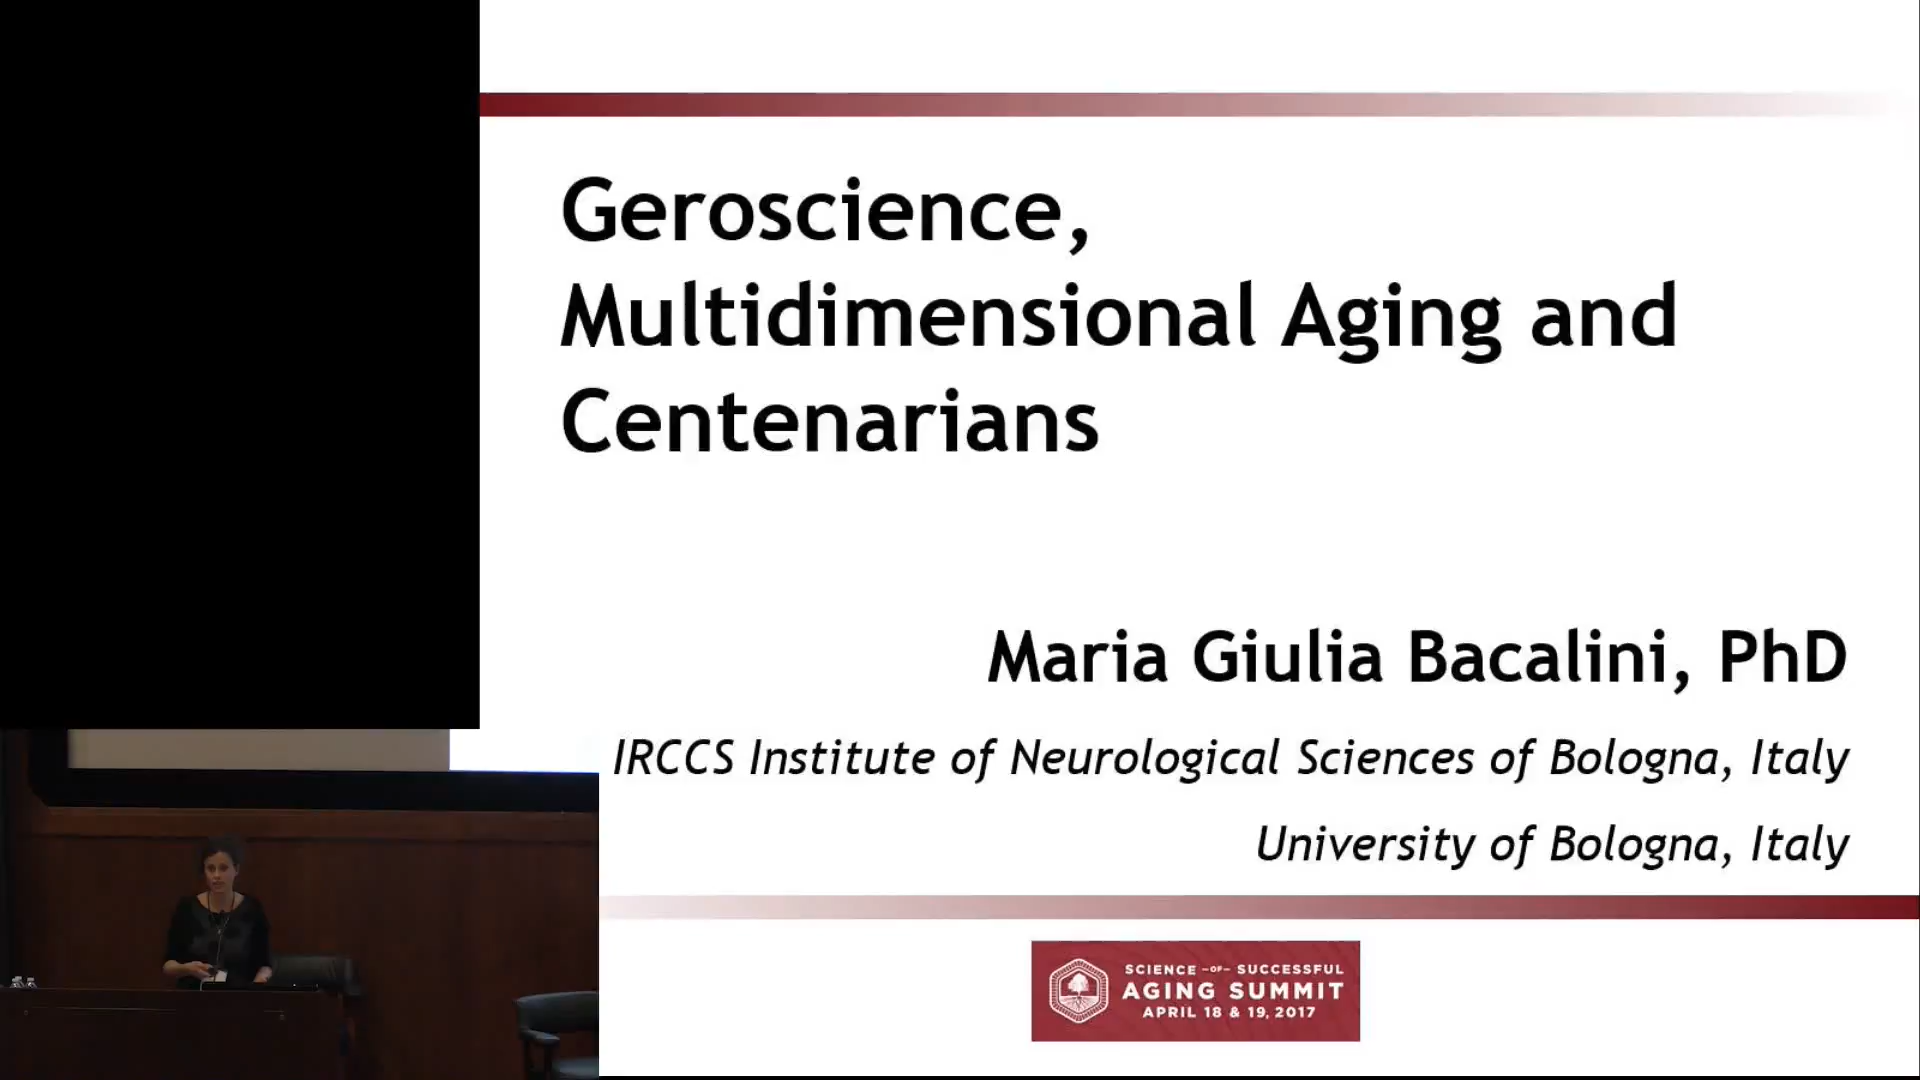 Geroscience,
Multidimensional Aging and
Centenarians
Maria Giulia Bacalini, PhD
IRCCS Institute of Neurological Sciences of Bologna, Italy
University of Bologna, Italy
SCIENCE -OF- SUCCESSFUL
AGING SUMMIT
APRIL 18 & 19, 2017